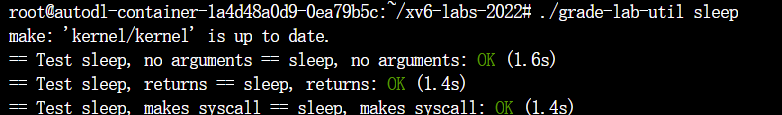 root@autodl-container-1a4d48a0d9-0ea79b5c:~/xv6-labs-2022# ./grade-lab-util sleep
make: 'kernel/kernel' is up to date.
== Test sleep, no arguments == sleep, no arguments: OK (1.6s)
== Test sleep, returns == sleep, returns: OK (1.4s)
== Test sleep, makes syscall == sleep, makes syscall: OK (1.4s)